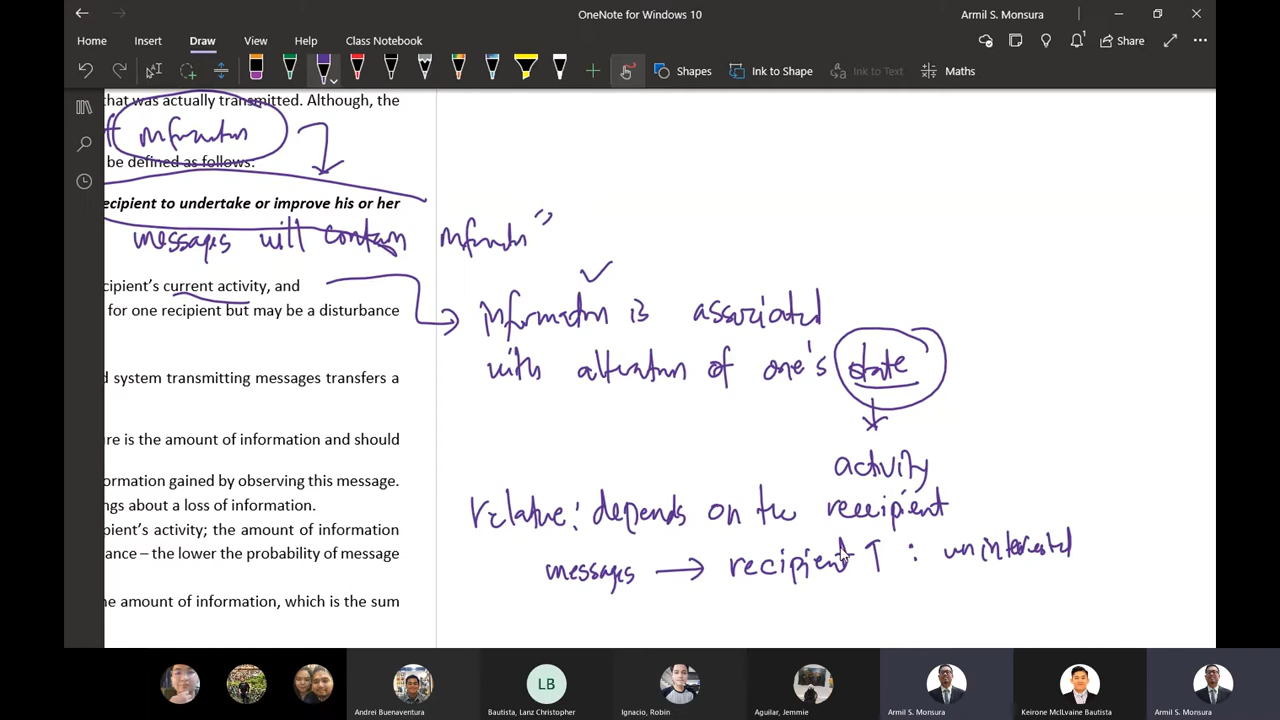 OneNote for Windows 10
Armil S. Monsura
Home Insert Draw View Help Class Notebook
Share
Shapes Ink to Shape Ink to Text Maths
that was actually transmitted. Although, the
information
be defined as follows.
ecipient to undertake or improve his or her
messages will contain information"
cipient's current activity, and
for one recipient but may be a disturbance
information is associated
with alteration of one's state
d system transmitting messages transfers a
re is the amount of information and should
activity
ormation gained by observing this message.
ngs about a loss of information.
relative: depends on the recipient
pient's activity; the amount of information
ance – the lower the probability of message
messages → recipient ↑ : uninterested
he amount of information, which is the sum
LB
Andrei Buenaventura
Bautista, Lanz Christopher
Ignacio, Robin
Aguilar, Jemmie
Armil S. Monsura
Keirone McIlvaine Bautista
Armil S. Monsura